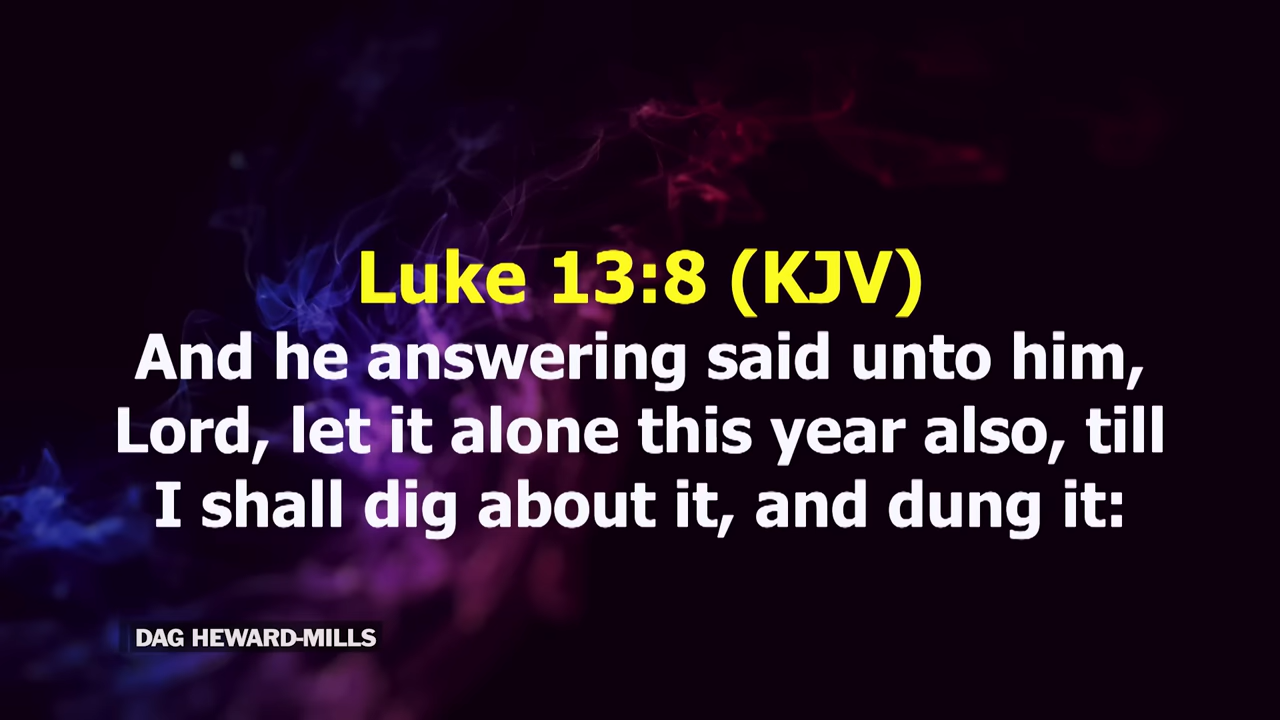 Luke 13:8 (KJV)
And he answering said unto him,
Lord, let it alone this year also, till
I shall dig about it, and dung it:
DAG HEWARD-MILLS